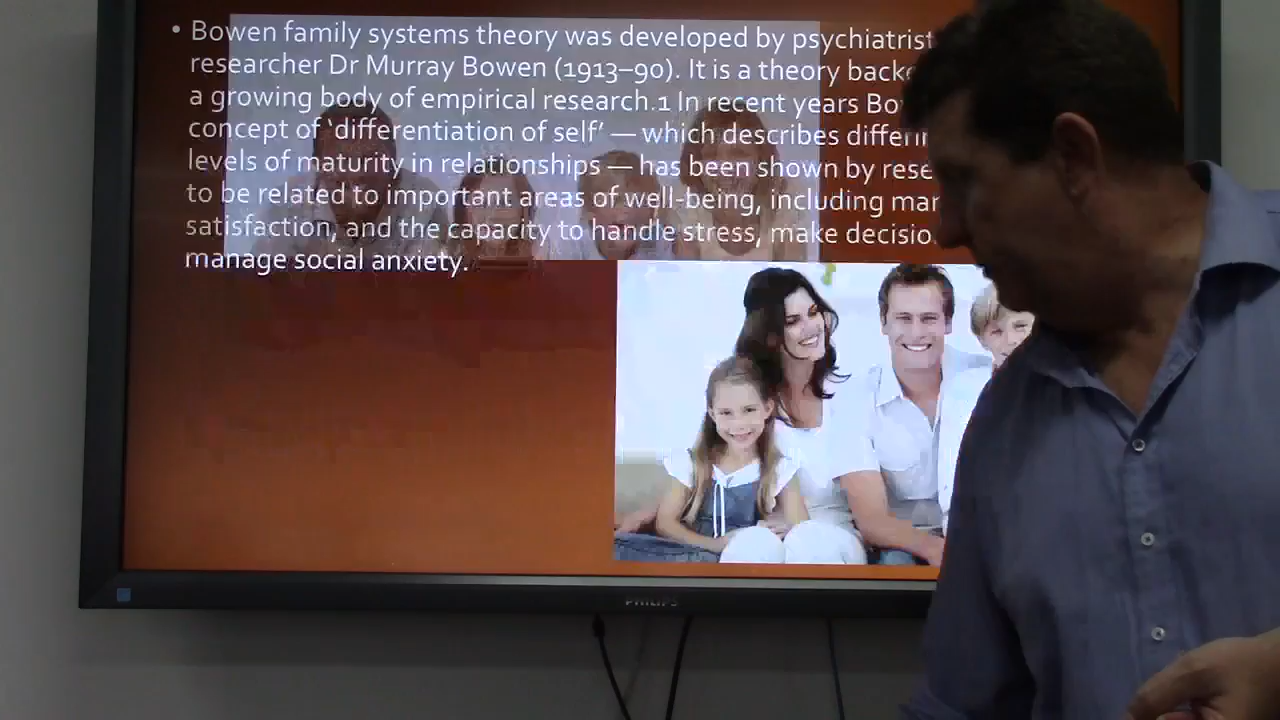 • Bowen family systems theory was developed by psychiatrist
researcher Dr Murray Bowen (1913–90). It is a theory
a growing body of empirical research.1 In recent years
concept of ‘differentiation of self’ — which describes
levels of maturity in relationships — has been shown by
to be related to important areas of well-being, including
satisfaction, and the capacity to handle stress, make
manage social anxiety.
PHILIPS